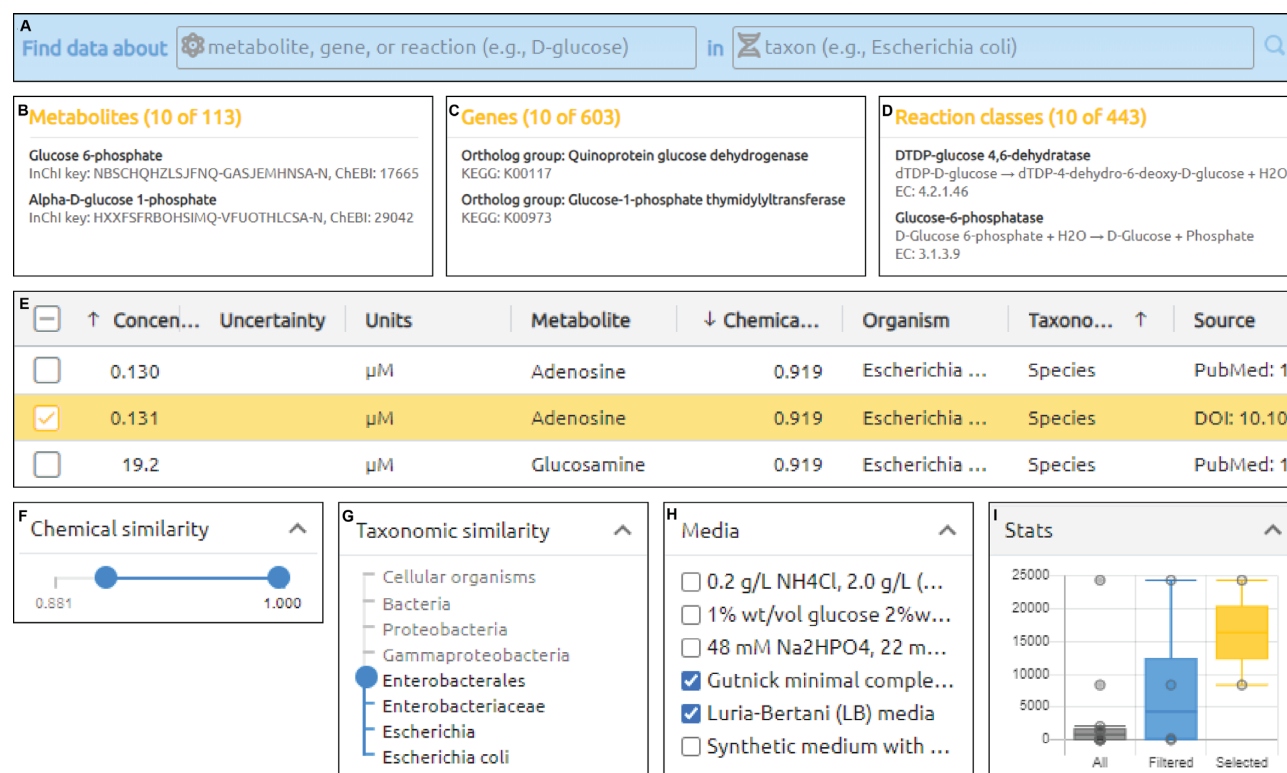 A
Find data about metabolite, gene, or reaction (e.g., D-glucose) in taxon (e.g., Escherichia coli)
B Metabolites (10 of 113)
Glucose 6-phosphate
InChI key: NBSCHQHZLSJFNQ-GASJEMHNSA-N, ChEBI: 17665
Alpha-D-glucose 1-phosphate
InChI key: HXXFSFRBOHSIMQ-VFUOTHLCSA-N, ChEBI: 29042
C Genes (10 of 603)
Ortholog group: Quinoprotein glucose dehydrogenase
KEGG: K00117
Ortholog group: Glucose-1-phosphate thymidylyltransferase
KEGG: K00973
D Reaction classes (10 of 443)
DTDP-glucose 4,6-dehydratase
dTDP-D-glucose → dTDP-4-dehydro-6-deoxy-D-glucose + H2O
EC: 4.2.1.46
Glucose-6-phosphatase
D-Glucose 6-phosphate + H2O → D-Glucose + Phosphate
EC: 3.1.3.9
E
↑ Concen... Uncertainty Units Metabolite ↓ Chemica... Organism Taxono... ↑ Source
0.130 µM Adenosine 0.919 Escherichia ... Species PubMed: 1
0.131 µM Adenosine 0.919 Escherichia ... Species DOI: 10.10
19.2 µM Glucosamine 0.919 Escherichia ... Species PubMed: 1
F
Chemical similarity
0.881 1.000
G
Taxonomic similarity
Cellular organisms
Bacteria
Proteobacteria
Gammaproteobacteria
Enterobacterales
Enterobacteriaceae
Escherichia
Escherichia coli
H
Media
0.2 g/L NH4Cl, 2.0 g/L (...
1% wt/vol glucose 2%w...
48 mM Na2HPO4, 22 m...
Gutnick minimal comple...
Luria-Bertani (LB) media
Synthetic medium with ...
I
Stats
25000
20000
15000
10000
5000
0
All Filtered Selected